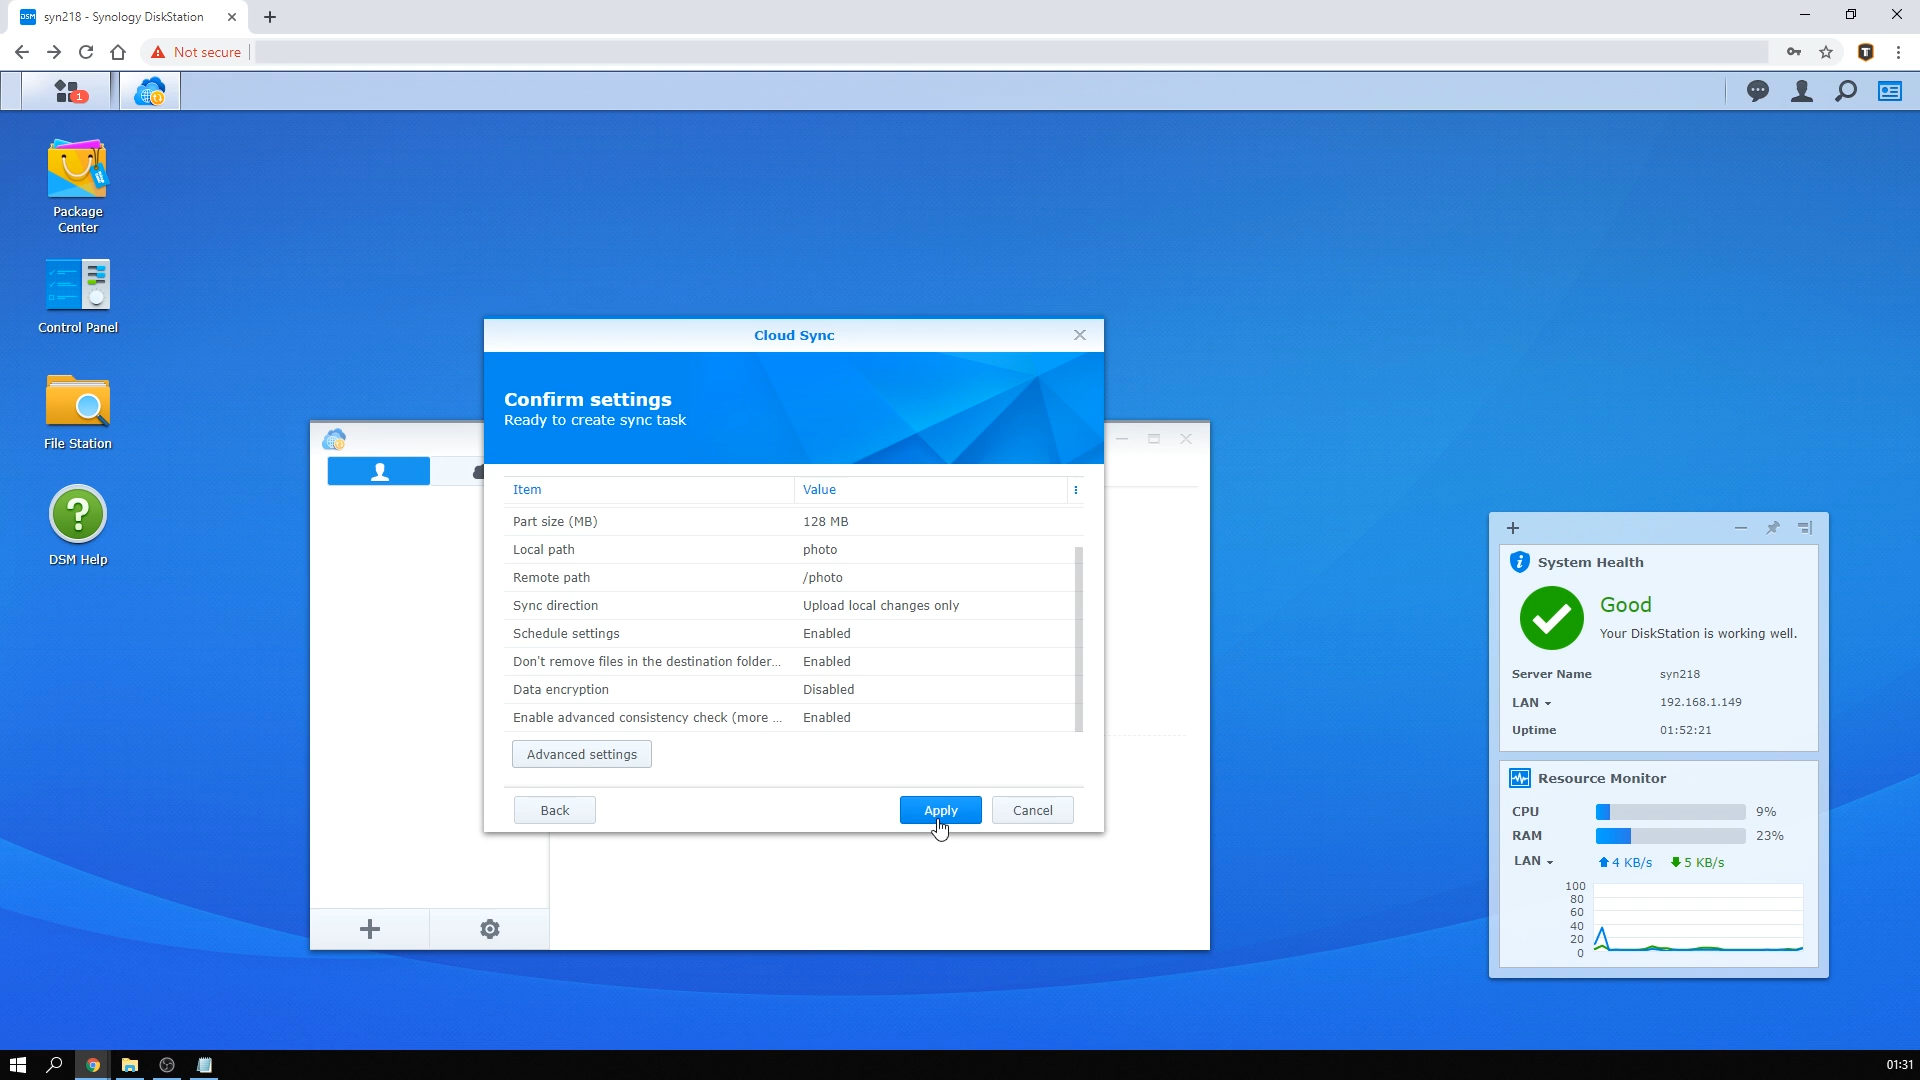 DSM syn218 - Synology DiskStation
Not secure
1
Package
Center
Control Panel
File Station
?
DSM Help
Cloud Sync
Confirm settings
Ready to create sync task
Item Value
Part size (MB) 128 MB
Local path photo
Remote path /photo
Sync direction Upload local changes only
Schedule settings Enabled
Don't remove files in the destination folder... Enabled
Data encryption Disabled
Enable advanced consistency check (more ... Enabled
Advanced settings
Back Apply Cancel
System Health
Good
Your DiskStation is working well.
Server Name syn218
LAN 192.168.1.149
Uptime 01:52:21
Resource Monitor
CPU 9%
RAM 23%
LAN 4 KB/s 5 KB/s
100
80
60
40
20
0
01:31